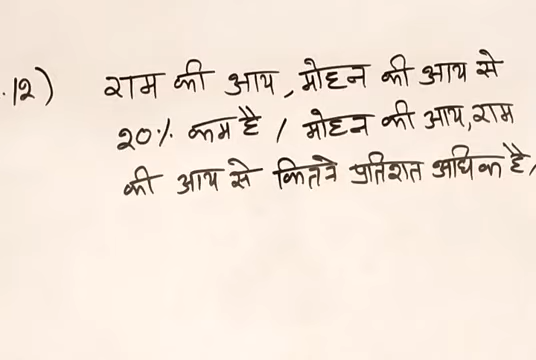 .12) राम की आय, मोहन की आय से
20% कम है / मोहन की आय, राम
की आय से कितने प्रतिशत अधिक है,